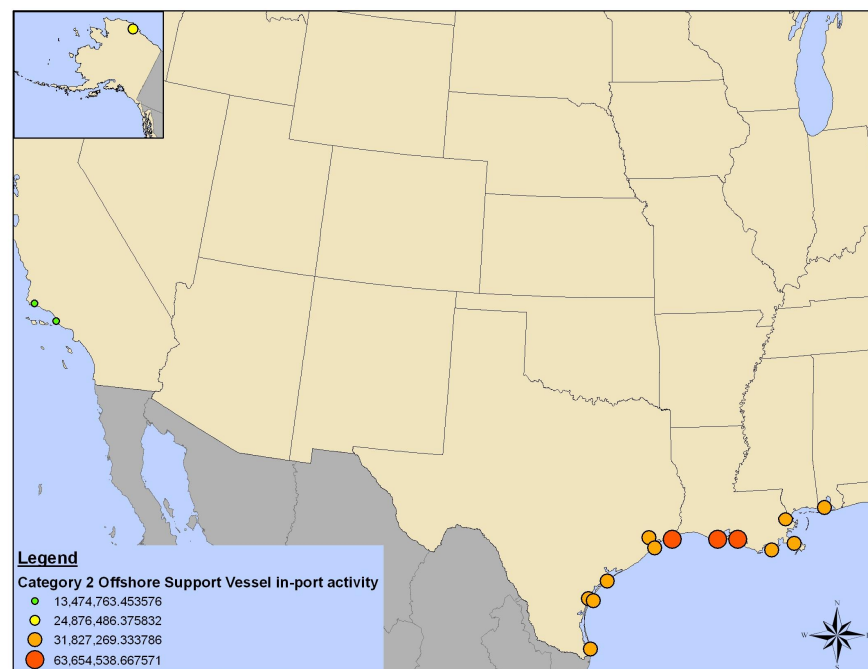 N
W
E
S
Legend
Category 2 Offshore Support Vessel in-port activity
13,474,763.453576
24,876,486.375832
31,827,269.333786
63,654,538.667571